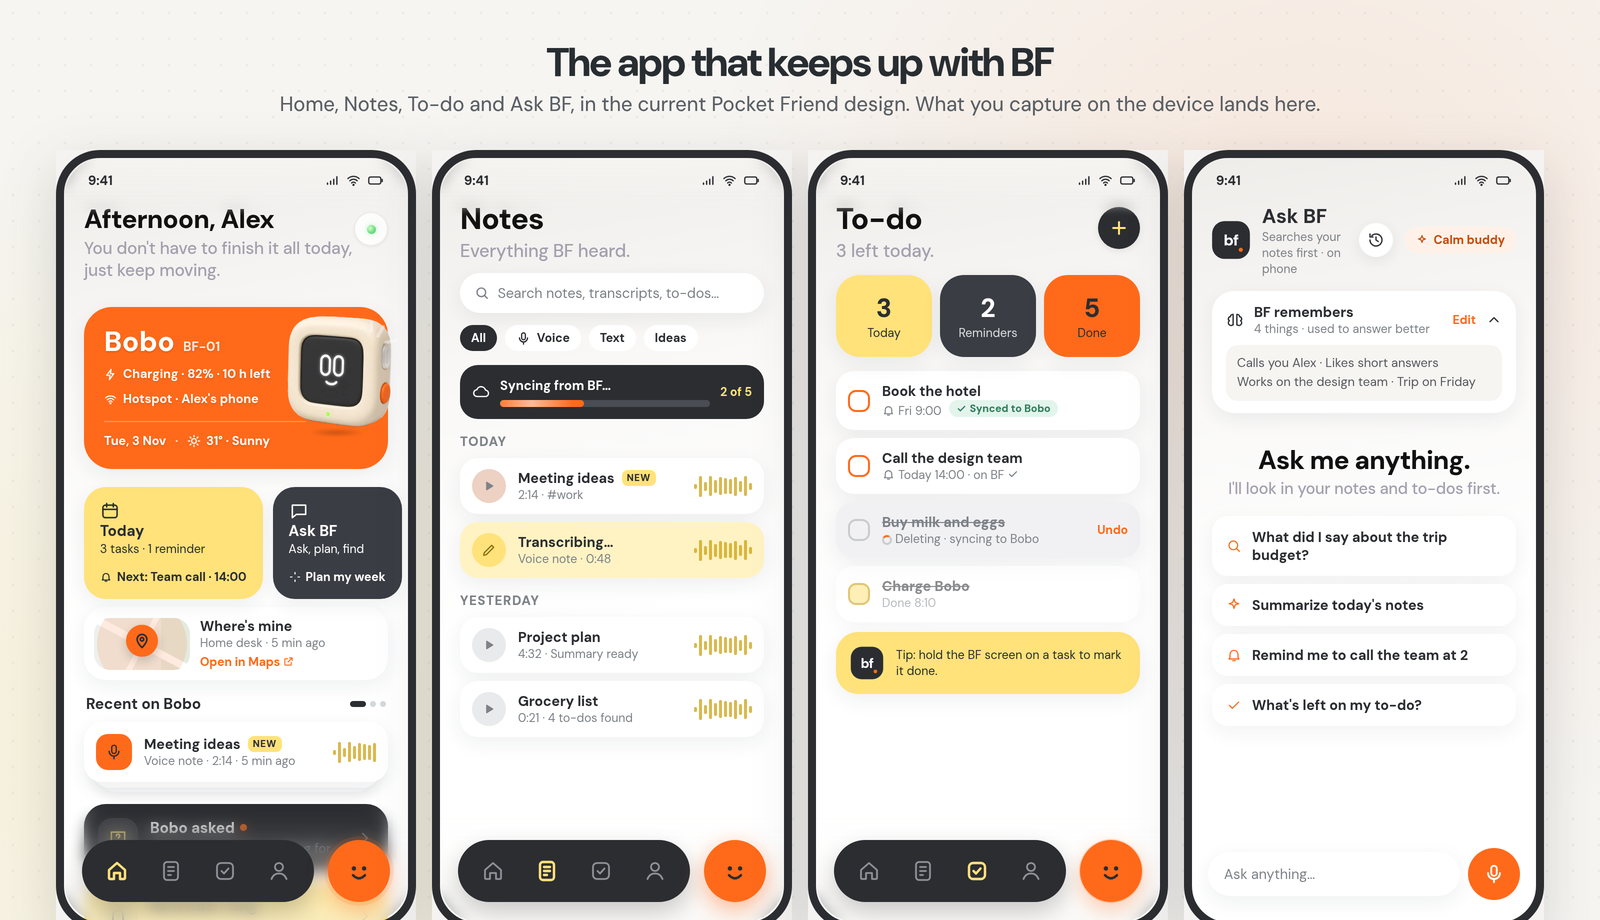 The app that keeps up with BF
Home, Notes, To-do and Ask BF, in the current Pocket Friend design. What you capture on the device lands here.
9:41
Afternoon, Alex
You don't have to finish it all today,
just keep moving.
Bobo BF-01
Charging · 82% · 10 h left
Hotspot · Alex's phone
Tue, 3 Nov · 31° · Sunny
Today
3 tasks · 1 reminder
Next: Team call · 14:00
Ask BF
Ask, plan, find
Plan my week
Where's mine
Home desk · 5 min ago
Open in Maps
Recent on Bobo
Meeting ideas NEW
Voice note · 2:14 · 5 min ago
Bobo asked
9:41
Notes
Everything BF heard.
Search notes, transcripts, to-dos...
All Voice Text Ideas
Syncing from BF...
2 of 5
TODAY
Meeting ideas NEW
2:14 · #work
Transcribing...
Voice note · 0:48
YESTERDAY
Project plan
4:32 · Summary ready
Grocery list
0:21 · 4 to-dos found
9:41
To-do
3 left today.
3
Today
2
Reminders
5
Done
Book the hotel
Fri 9:00 ✓ Synced to Bobo
Call the design team
Today 14:00 · on BF ✓
Buy milk and eggs
Deleting · syncing to Bobo
Undo
Charge Bobo
Done 8:10
bf
Tip: hold the BF screen on a task to mark
it done.
9:41
bf
Ask BF
Searches your
notes first · on
phone
Calm buddy
BF remembers
4 things · used to answer better
Edit
Calls you Alex · Likes short answers
Works on the design team · Trip on Friday
Ask me anything.
I'll look in your notes and to-dos first.
What did I say about the trip
budget?
Summarize today's notes
Remind me to call the team at 2
What's left on my to-do?
Ask anything...